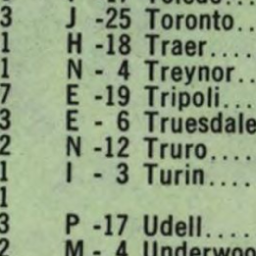 3 J -25 Toronto..
1 H -18 Traer....
1 N - 4 Treynor..
7 E -19 Tripoli...
3 E - 6 Truesdale
2 N -12 Truro....
1 I - 3 Turin....
1
3 P -17 Udell....
2 M - 4